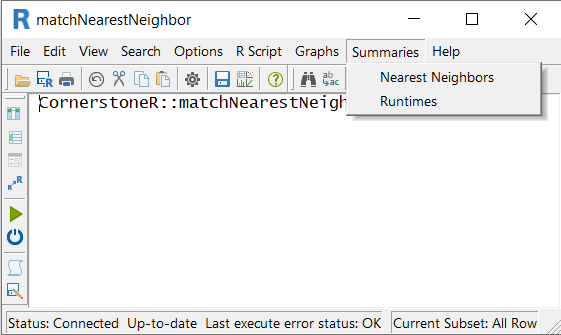 matchNearestNeighbor
File Edit View Search Options R Script Graphs Summaries Help
Nearest Neighbors
Runtimes
CornerstoneR::matchNearestNeigh
Status: Connected Up-to-date Last execute error status: OK Current Subset: All Row